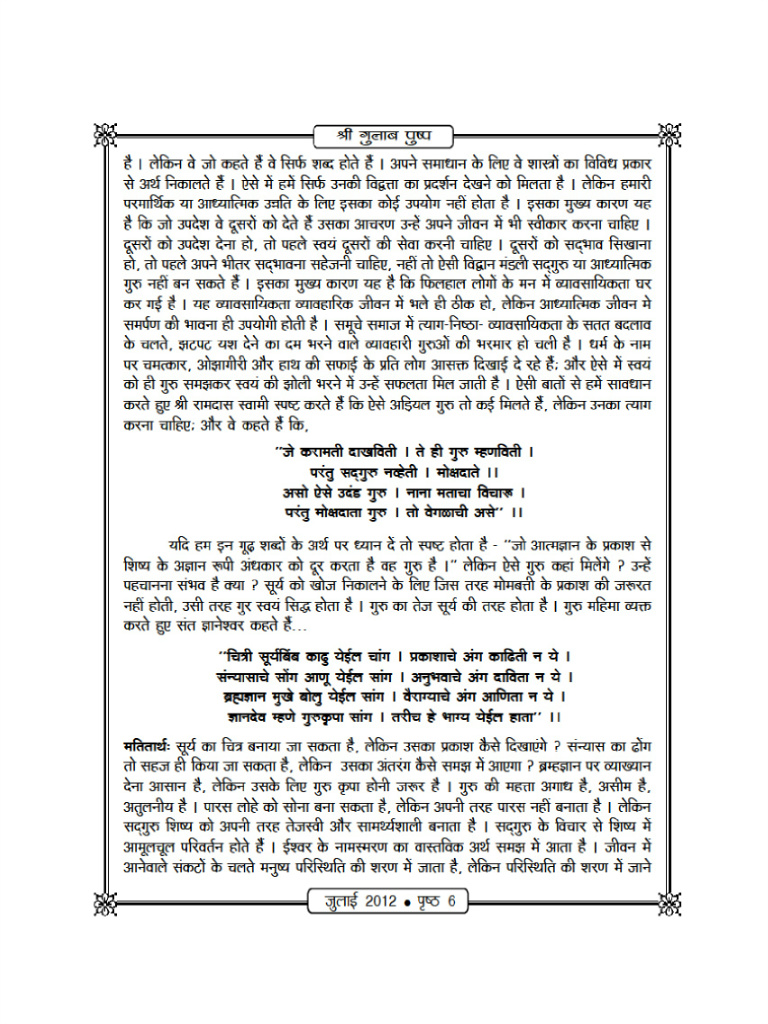 श्री गुलाब पुष्प
है । लेकिन वे जो कहते हैं वे सिर्फ शब्द होते हैं । अपने समाधान के लिए वे शास्त्रों का विविध प्रकार
से अर्थ निकालते हैं । ऐसे में हमें सिर्फ उनकी विद्वत्ता का प्रदर्शन देखने को मिलता है । लेकिन हमारी
परमार्थिक या आध्यात्मिक उन्नति के लिए इसका कोई उपयोग नहीं होता है । इसका मुख्य कारण यह
है कि जो उपदेश वे दूसरों को देते हैं उसका आचरण उन्हें अपने जीवन में भी स्वीकार करना चाहिए ।
दूसरों को उपदेश देना हो, तो पहले स्वयं दूसरों की सेवा करनी चाहिए । दूसरों को सद्‌भाव सिखाना
हो, तो पहले अपने भीतर सद्‌भावना सहेजनी चाहिए, नहीं तो ऐसी विद्वान मंडली सद्‌गुरु या आध्यात्मिक
गुरु नहीं बन सकते हैं । इसका मुख्य कारण यह है कि फिलहाल लोगों के मन में व्यावसायिकता घर
कर गई है । यह व्यावसायिकता व्यावहारिक जीवन में भले ही ठीक हो, लेकिन आध्यात्मिक जीवन मे
समर्पण की भावना ही उपयोगी होती है । समूचे समाज में त्याग-निष्ठा- व्यावसायिकता के सतत बदलाव
के चलते, झटपट यश देने का दम भरने वाले व्यावहारी गुरुओं की भरमार हो चली है । धर्म के नाम
पर चमत्कार, ओझागीरी और हाथ की सफाई के प्रति लोग आसक्त दिखाई दे रहे हैं; और ऐसे में स्वयं
को ही गुरु समझकर स्वयं की झोली भरने में उन्हें सफलता मिल जाती है । ऐसी बातों से हमें सावधान
करते हुए श्री रामदास स्वामी स्पष्ट करते हैं कि ऐसे अड़ियल गुरु तो कई मिलते हैं, लेकिन उनका त्याग
करना चाहिए; और वे कहते हैं कि,
"जे करामती दाखविती । ते ही गुरु म्हणविती ।
परंतु सद्‌गुरु नव्हेती । मोक्षदाते ।।
असो ऐसे उदंड गुरु । नाना मताचा विचारू ।
परंतु मोक्षदाता गुरु । तो वेगळाची असे" ।।
यदि हम इन गूढ़ शब्दों के अर्थ पर ध्यान दें तो स्पष्ट होता है - "जो आत्मज्ञान के प्रकाश से
शिष्य के अज्ञान रूपी अंधकार को दूर करता है वह गुरु है ।" लेकिन ऐसे गुरु कहां मिलेंगे ? उन्हें
पहचानना संभव है क्या ? सूर्य को खोज निकालने के लिए जिस तरह मोमबत्ती के प्रकाश की जरूरत
नहीं होती, उसी तरह गुर स्वयं सिद्ध होता है । गुरु का तेज सूर्य की तरह होता है । गुरु महिमा व्यक्त
करते हुए संत ज्ञानेश्वर कहते हैं...
"चित्री सूर्यबिंब काढु येईल चांग । प्रकाशाचे अंग काढिती न ये ।
संन्यासाचे सोंग आणू येईल सांग । अनुभवाचे अंग दाविता न ये ।
ब्रह्मज्ञान मुखे बोलु येईल सांग । वैराग्याचे अंग आणिता न ये ।
ज्ञानदेव म्हणे गुरुकृपा सांग । तरीच हे भाग्य येईल हाता" ।।
मतितार्थः सूर्य का चित्र बनाया जा सकता है, लेकिन उसका प्रकाश कैसे दिखाएंगे ? संन्यास का ढोंग
तो सहज ही किया जा सकता है, लेकिन उसका अंतरंग कैसे समझ में आएगा ? ब्रम्हज्ञान पर व्याख्यान
देना आसान है, लेकिन उसके लिए गुरु कृपा होनी जरूर है । गुरु की महता अगाध है, असीम है,
अतुलनीय है । पारस लोहे को सोना बना सकता है, लेकिन अपनी तरह पारस नहीं बनाता है । लेकिन
सद्‌गुरु शिष्य को अपनी तरह तेजस्वी और सामर्थ्यशाली बनाता है । सद्‌गुरु के विचार से शिष्य में
आमूलचूल परिवर्तन होते हैं । ईश्वर के नामस्मरण का वास्तविक अर्थ समझ में आता है । जीवन में
आनेवाले संकटों के चलते मनुष्य परिस्थिति की शरण में जाता है, लेकिन परिस्थिति की शरण में जाने
जुलाई 2012 • पृष्ठ 6